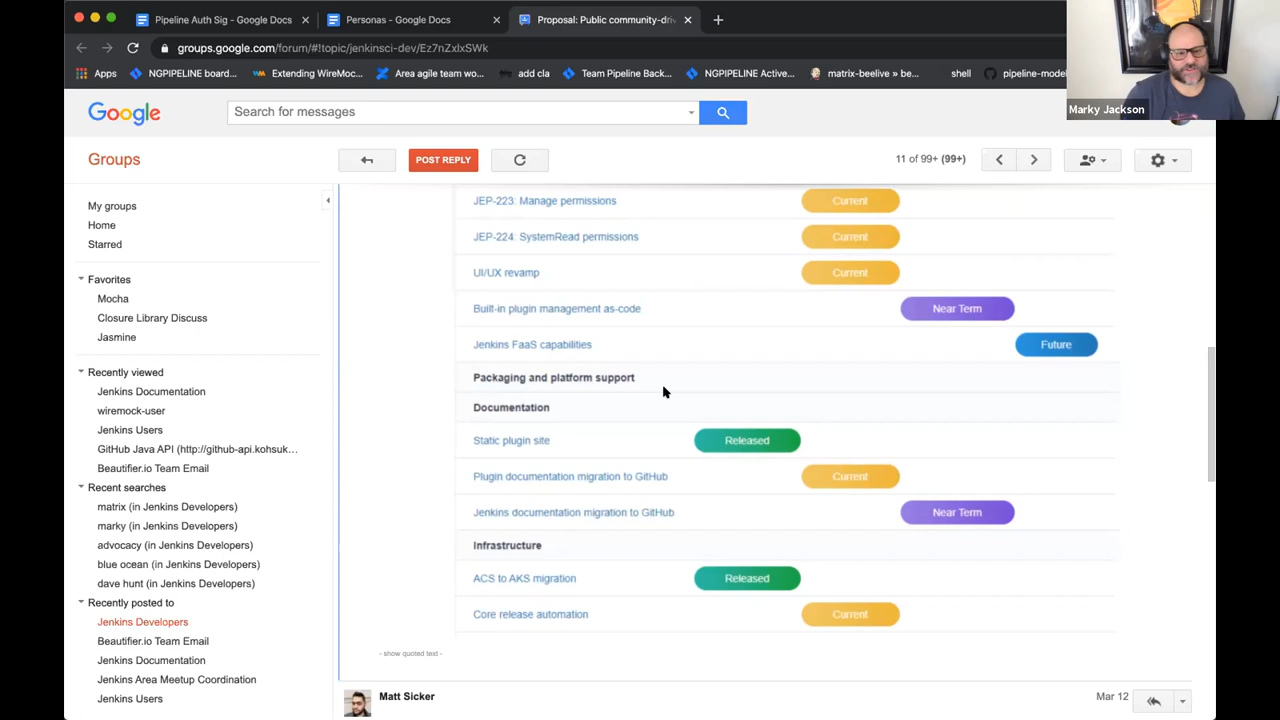 Pipeline Auth Sig - Google Docs
Personas - Google Docs
Proposal: Public community-dri
groups.google.com/forum/#!topic/jenkinsci-dev/Ez7nZxlxSWk
Apps
NGPIPELINE board...
Extending WireMoc...
Area agile team wo...
add cla
Team Pipeline Back...
NGPIPELINE Active...
matrix-beelive » be...
shell
pipeline-model
Marky Jackson
Google
Search for messages
Groups
POST REPLY
11 of 99+ (99+)
My groups
Home
Starred
Favorites
Mocha
Closure Library Discuss
Jasmine
Recently viewed
Jenkins Documentation
wiremock-user
Jenkins Users
GitHub Java API (http://github-api.kohsuk...
Beautifier.io Team Email
Recent searches
matrix (in Jenkins Developers)
marky (in Jenkins Developers)
advocacy (in Jenkins Developers)
blue ocean (in Jenkins Developers)
dave hunt (in Jenkins Developers)
Recently posted to
Jenkins Developers
Beautifier.io Team Email
Jenkins Documentation
Jenkins Area Meetup Coordination
Jenkins Users
JEP-223: Manage permissions Current
JEP-224: SystemRead permissions Current
UI/UX revamp Current
Built-in plugin management as-code Near Term
Jenkins FaaS capabilities Future
Packaging and platform support
Documentation
Static plugin site Released
Plugin documentation migration to GitHub Current
Jenkins documentation migration to GitHub Near Term
Infrastructure
ACS to AKS migration Released
Core release automation Current
- show quoted text -
Matt Sicker
Mar 12